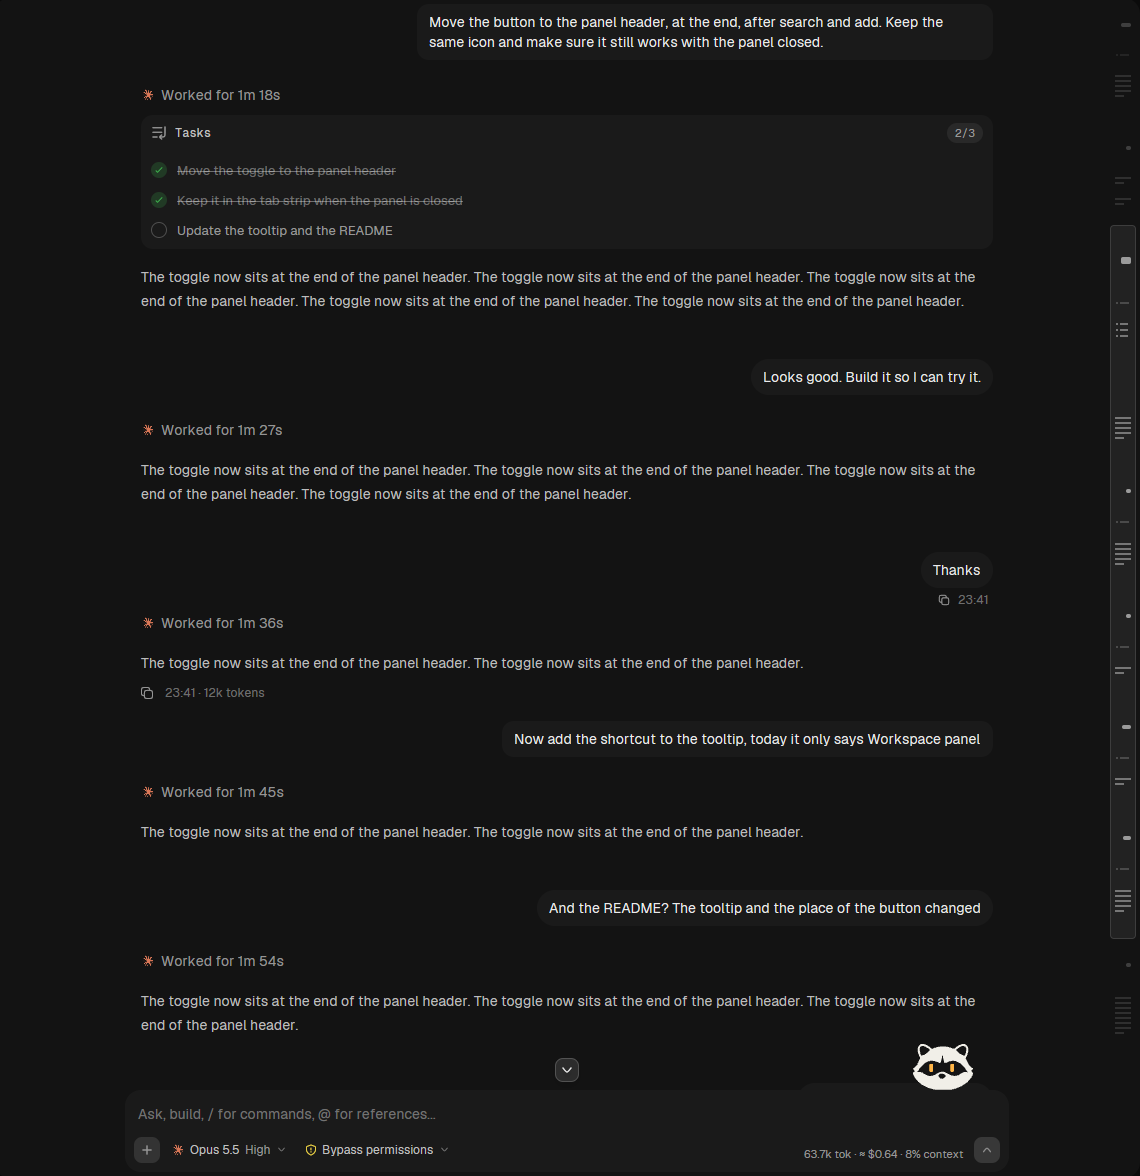 Move the button to the panel header, at the end, after search and add. Keep the
same icon and make sure it still works with the panel closed.
Worked for 1m 18s
Tasks
2/3
Move the toggle to the panel header
Keep it in the tab strip when the panel is closed
Update the tooltip and the README
The toggle now sits at the end of the panel header. The toggle now sits at the end of the panel header. The toggle now sits at the
end of the panel header. The toggle now sits at the end of the panel header. The toggle now sits at the end of the panel header.
Looks good. Build it so I can try it.
Worked for 1m 27s
The toggle now sits at the end of the panel header. The toggle now sits at the end of the panel header. The toggle now sits at the
end of the panel header. The toggle now sits at the end of the panel header.
Thanks
23:41
Worked for 1m 36s
The toggle now sits at the end of the panel header. The toggle now sits at the end of the panel header.
23:41 · 12k tokens
Now add the shortcut to the tooltip, today it only says Workspace panel
Worked for 1m 45s
The toggle now sits at the end of the panel header. The toggle now sits at the end of the panel header.
And the README? The tooltip and the place of the button changed
Worked for 1m 54s
The toggle now sits at the end of the panel header. The toggle now sits at the end of the panel header. The toggle now sits at the
end of the panel header.
Ask, build, / for commands, @ for references...
Opus 5.5 High
Bypass permissions
63.7k tok · ≈ $0.64 · 8% context